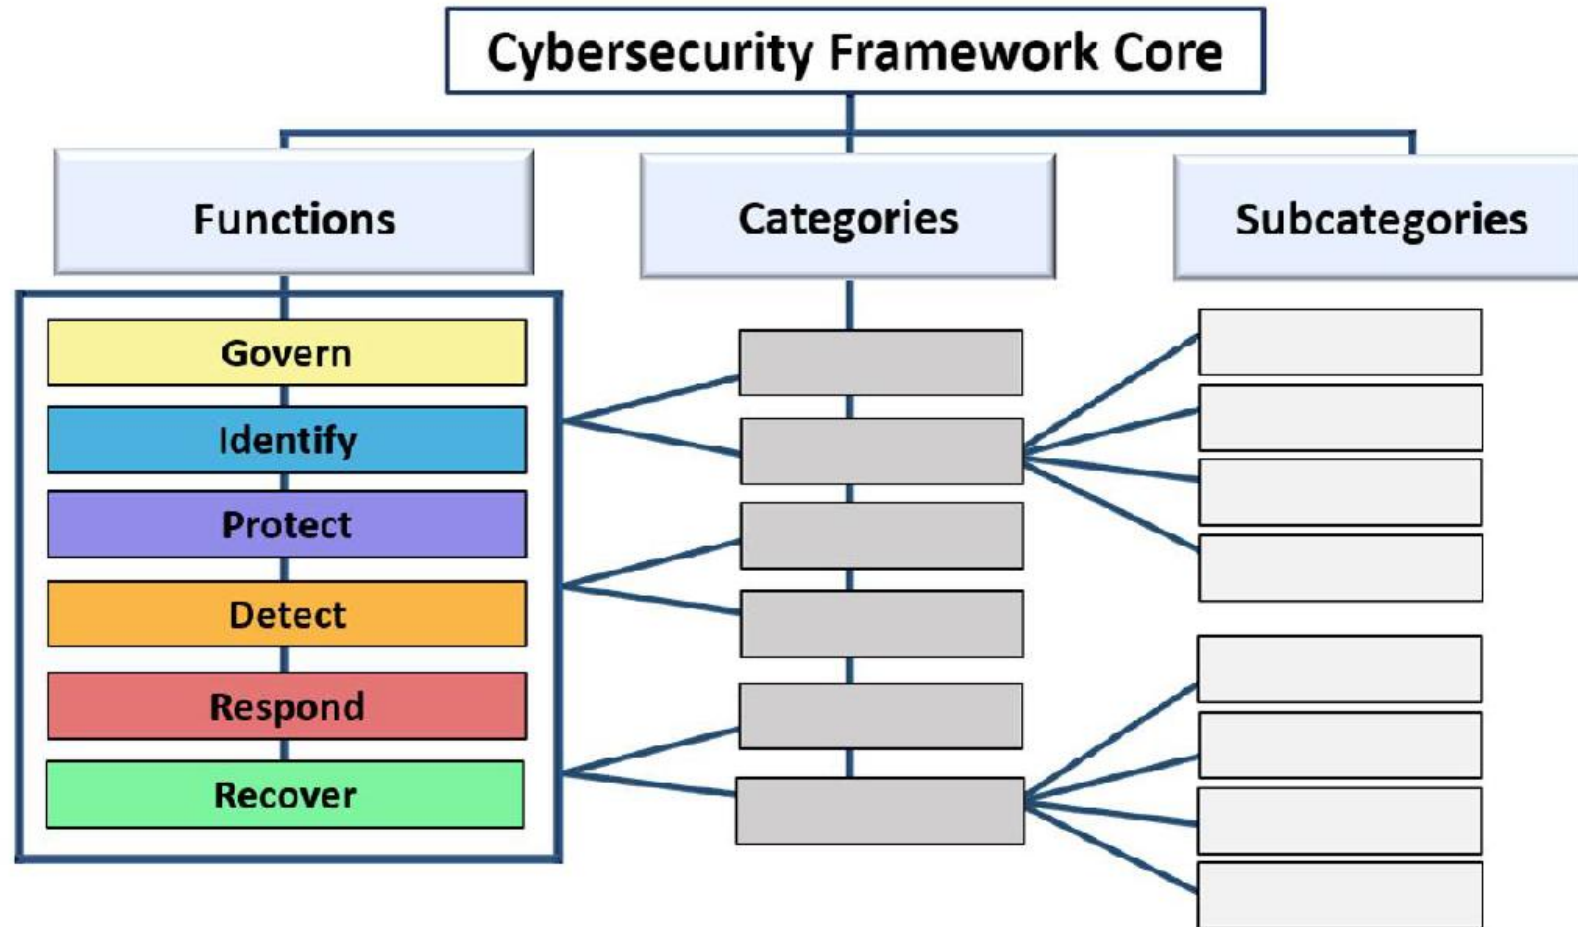 Cybersecurity Framework Core
Functions
Categories
Subcategories
Govern
Identify
Protect
Detect
Respond
Recover